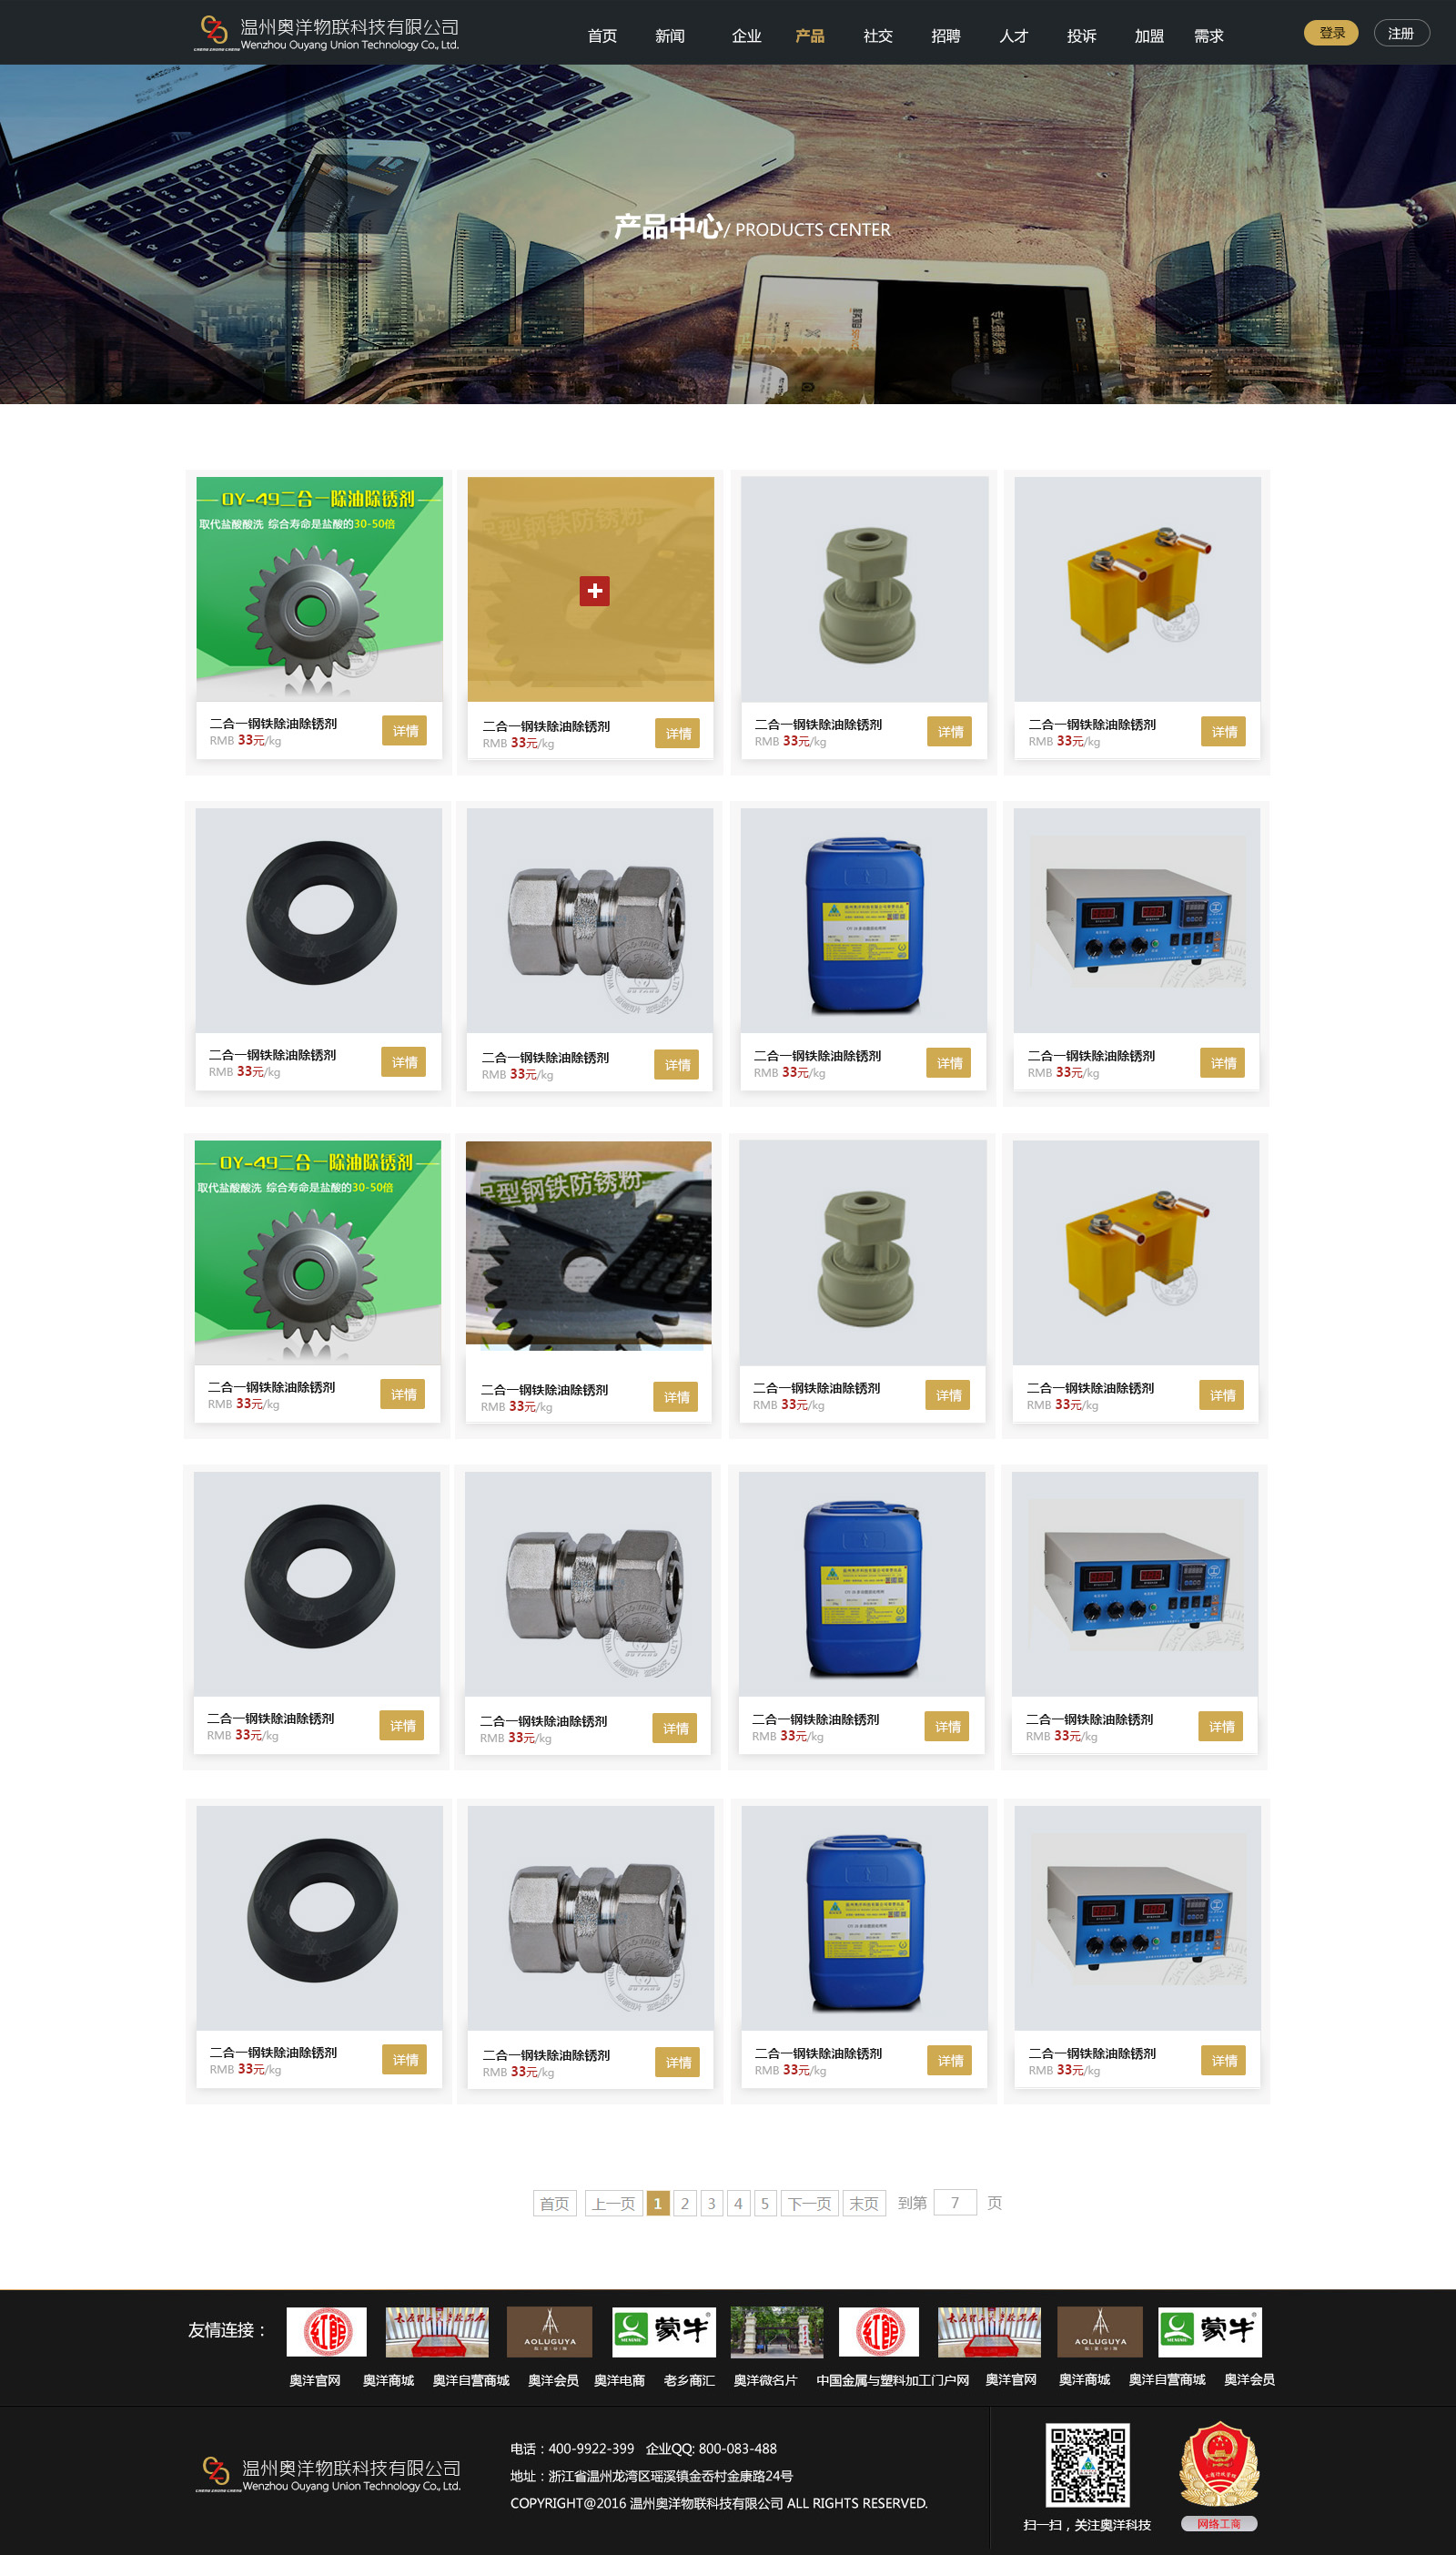 温州奥洋物联科技有限公司
Wenzhou Ouyang Union Technology Co., Ltd.
首页 新闻 企业 产品 社交 招聘 人才 投诉 加盟 需求
登录 注册
产品中心/ PRODUCTS CENTER
OY-49二合一除油除锈剂
取代盐酸酸洗 综合寿命是盐酸的30-50倍
型钢铁防锈粉
二合一钢铁除油除锈剂
RMB 33元/kg
详情
二合一钢铁除油除锈剂
RMB 33元/kg
详情
二合一钢铁除油除锈剂
RMB 33元/kg
详情
二合一钢铁除油除锈剂
RMB 33元/kg
详情
二合一钢铁除油除锈剂
RMB 33元/kg
详情
二合一钢铁除油除锈剂
RMB 33元/kg
详情
二合一钢铁除油除锈剂
RMB 33元/kg
详情
二合一钢铁除油除锈剂
RMB 33元/kg
详情
OY-49二合一除油除锈剂
取代盐酸酸洗 综合寿命是盐酸的30-50倍
型钢铁防锈粉
二合一钢铁除油除锈剂
RMB 33元/kg
详情
二合一钢铁除油除锈剂
RMB 33元/kg
详情
二合一钢铁除油除锈剂
RMB 33元/kg
详情
二合一钢铁除油除锈剂
RMB 33元/kg
详情
二合一钢铁除油除锈剂
RMB 33元/kg
详情
二合一钢铁除油除锈剂
RMB 33元/kg
详情
二合一钢铁除油除锈剂
RMB 33元/kg
详情
二合一钢铁除油除锈剂
RMB 33元/kg
详情
二合一钢铁除油除锈剂
RMB 33元/kg
详情
二合一钢铁除油除锈剂
RMB 33元/kg
详情
二合一钢铁除油除锈剂
RMB 33元/kg
详情
二合一钢铁除油除锈剂
RMB 33元/kg
详情
首页 上一页 1 2 3 4 5 下一页 末页 到第 7 页
友情连接：
AOLUGUYA
蒙牛
AOLUGUYA
蒙牛
奥洋官网 奥洋商城 奥洋自营商城 奥洋会员 奥洋电商 老乡商汇 奥洋微名片 中国金属与塑料加工门户网 奥洋官网 奥洋商城 奥洋自营商城 奥洋会员
温州奥洋物联科技有限公司
Wenzhou Ouyang Union Technology Co., Ltd.
电话：400-9922-399 企业QQ: 800-083-488
地址：浙江省温州龙湾区瑶溪镇金岙村金康路24号
COPYRIGHT@2016 温州奥洋物联科技有限公司 ALL RIGHTS RESERVED.
扫一扫，关注奥洋科技
网络工商